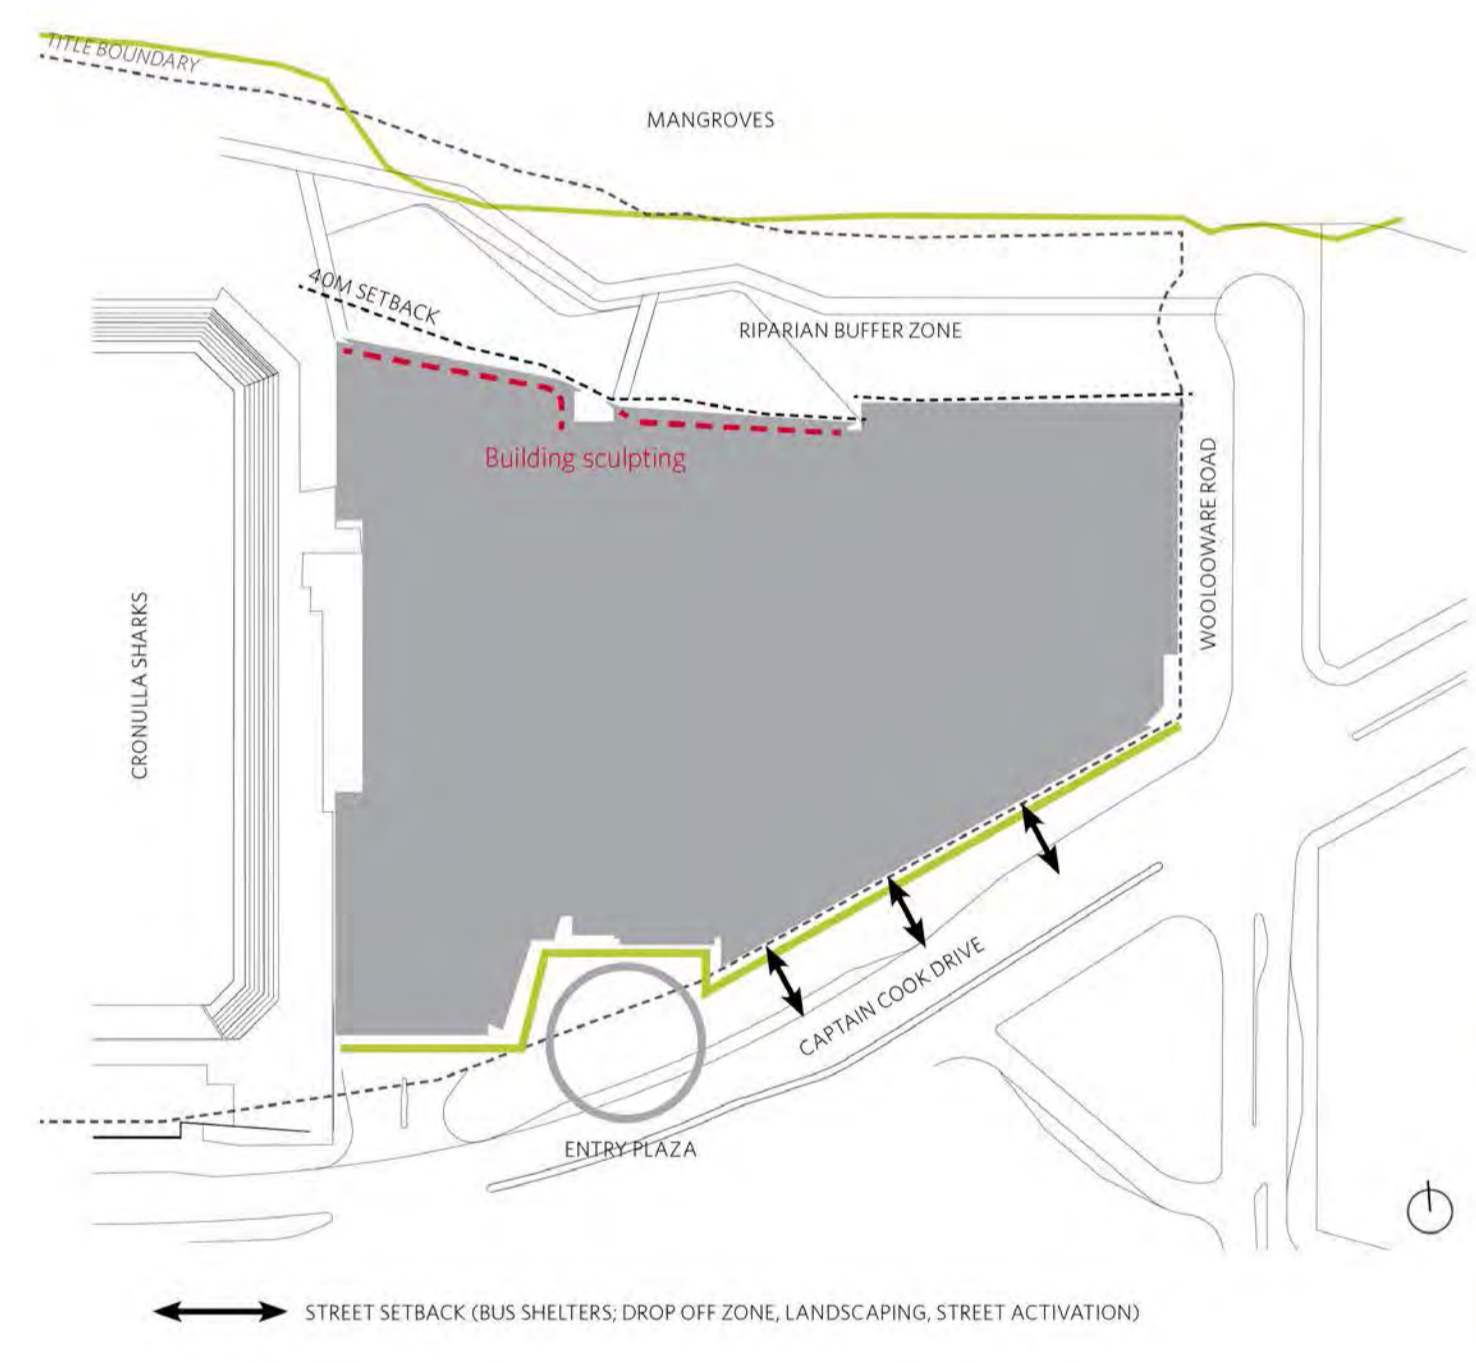 TITLE BOUNDARY
MANGROVES
40M SETBACK
RIPARIAN BUFFER ZONE
Building sculpting
WOOLOOWARE ROAD
CRONULLA SHARKS
CAPTAIN COOK DRIVE
ENTRY PLAZA
STREET SETBACK (BUS SHELTERS; DROP OFF ZONE, LANDSCAPING, STREET ACTIVATION)